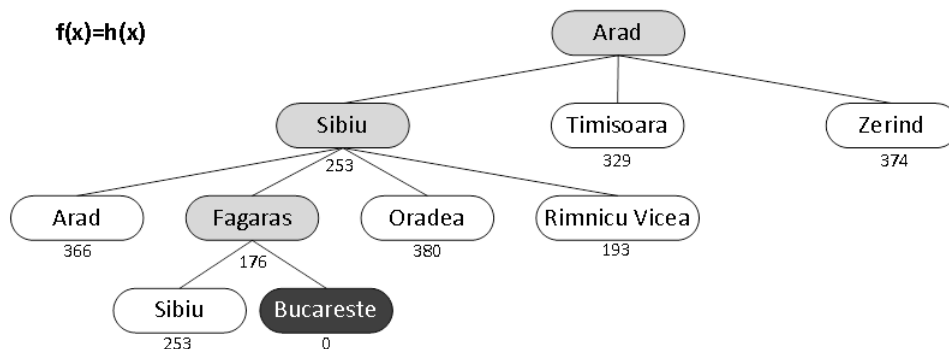 f(x)=h(x)
Arad
Sibiu
Timisoara
Zerind
253
329
374
Arad
Fagaras
Oradea
Rimnicu Vicea
366
176
380
193
Sibiu
Bucareste
253
0